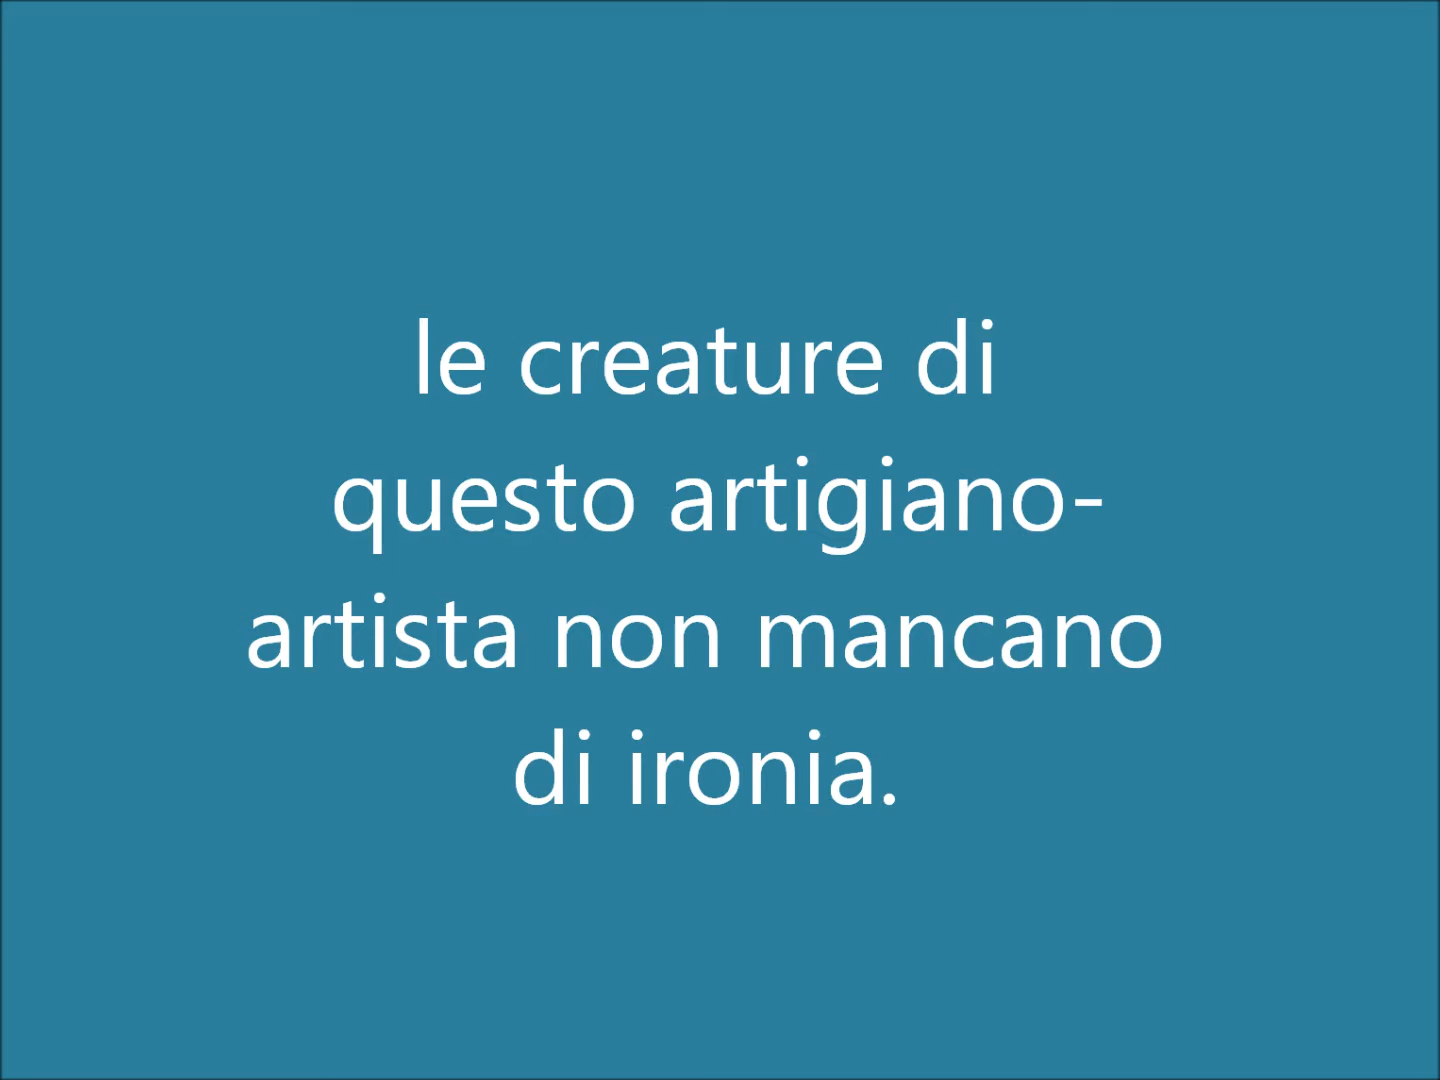 le creature di
questo artigiano-
artista non mancano
di ironia.